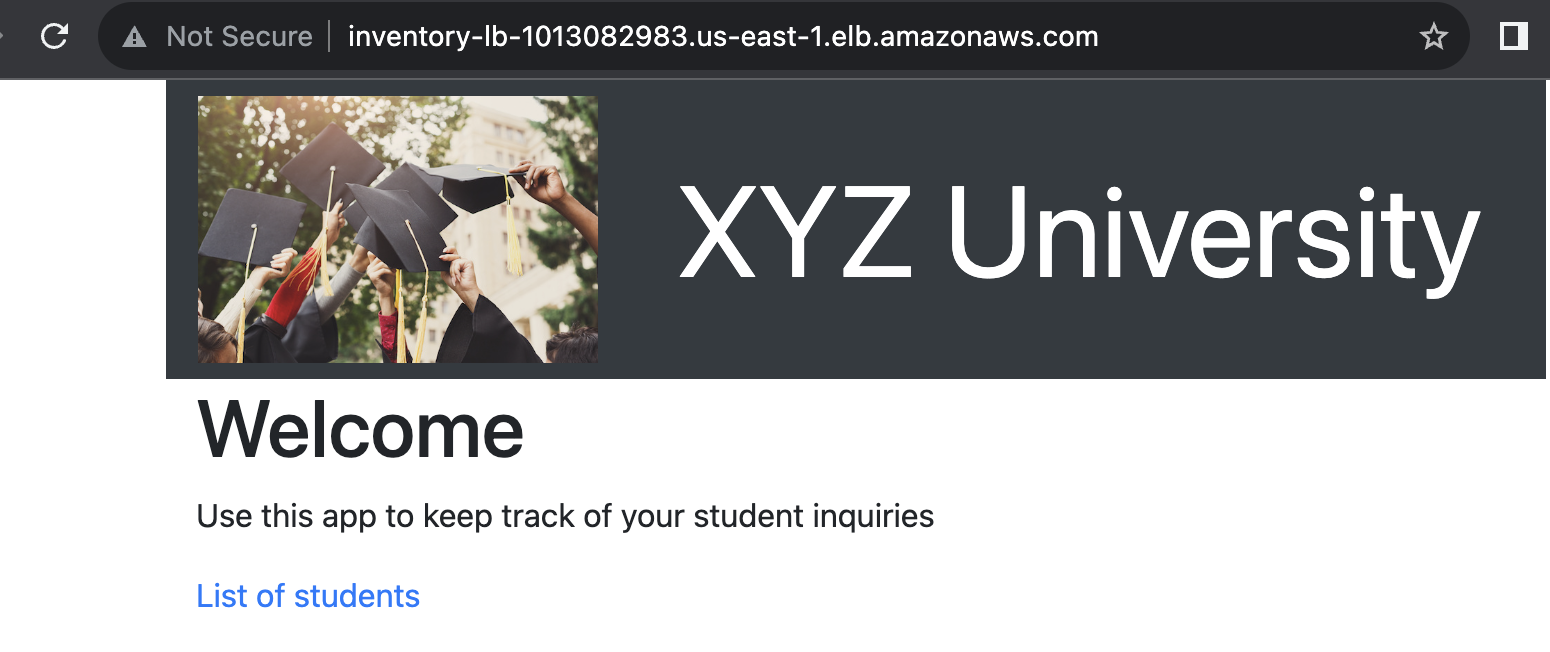 Not Secure inventory-lb-1013082983.us-east-1.elb.amazonaws.com
XYZ University
Welcome
Use this app to keep track of your student inquiries
List of students